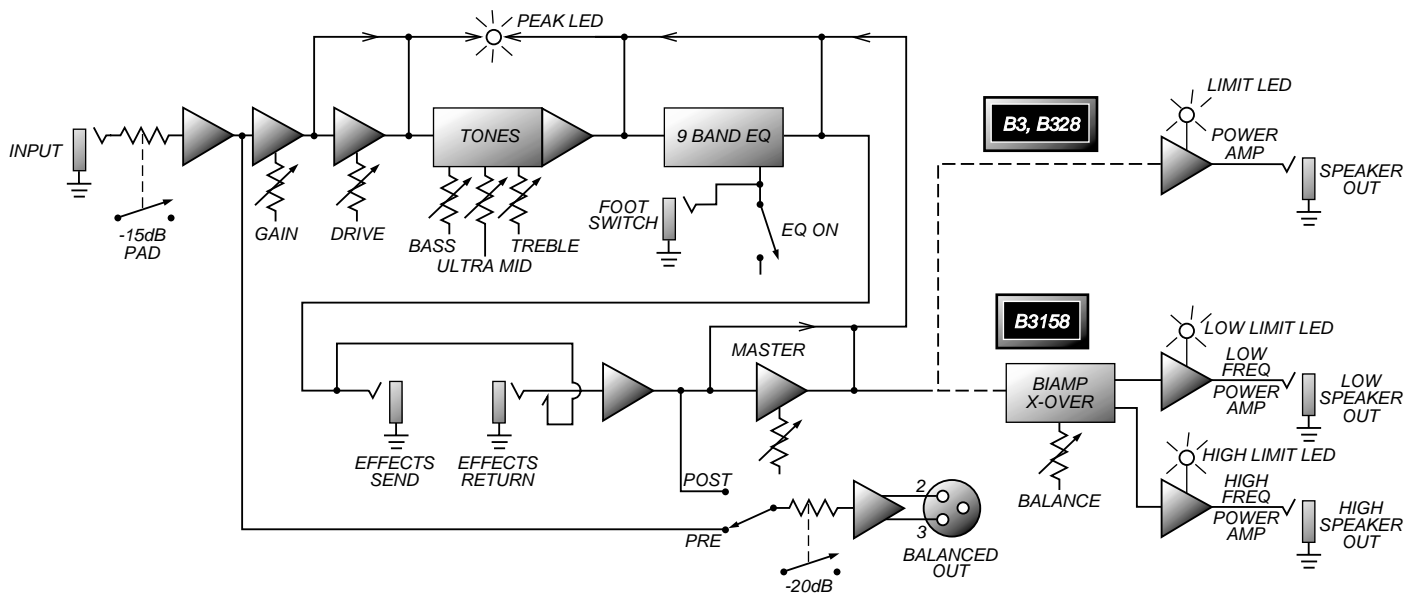 PEAK LED
LIMIT LED
B3, B328
POWER
AMP
INPUT
TONES
9 BAND EQ
SPEAKER
OUT
-15dB
PAD
GAIN
DRIVE
BASS
ULTRA MID
TREBLE
FOOT
SWITCH
EQ ON
B3158
LOW LIMIT LED
MASTER
LOW
FREQ
POWER
AMP
LOW
SPEAKER
OUT
BIAMP
X-OVER
EFFECTS
SEND
EFFECTS
RETURN
HIGH LIMIT LED
POST
BALANCE
HIGH
FREQ
POWER
AMP
HIGH
SPEAKER
OUT
2
3
PRE
BALANCED
OUT
-20dB